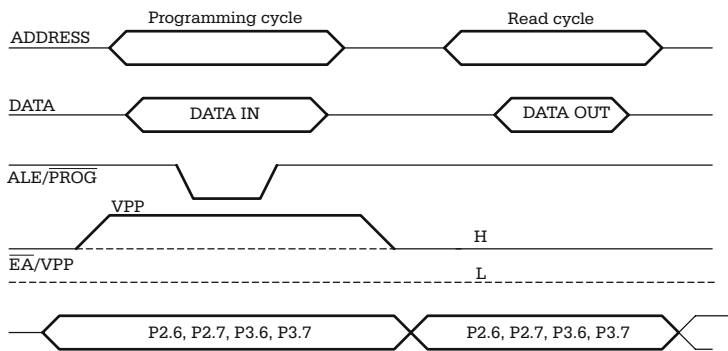 Programming cycle Read cycle
ADDRESS
DATA DATA IN DATA OUT
ALE/PROG
VPP
H
EA/VPP
L
P2.6, P2.7, P3.6, P3.7 P2.6, P2.7, P3.6, P3.7